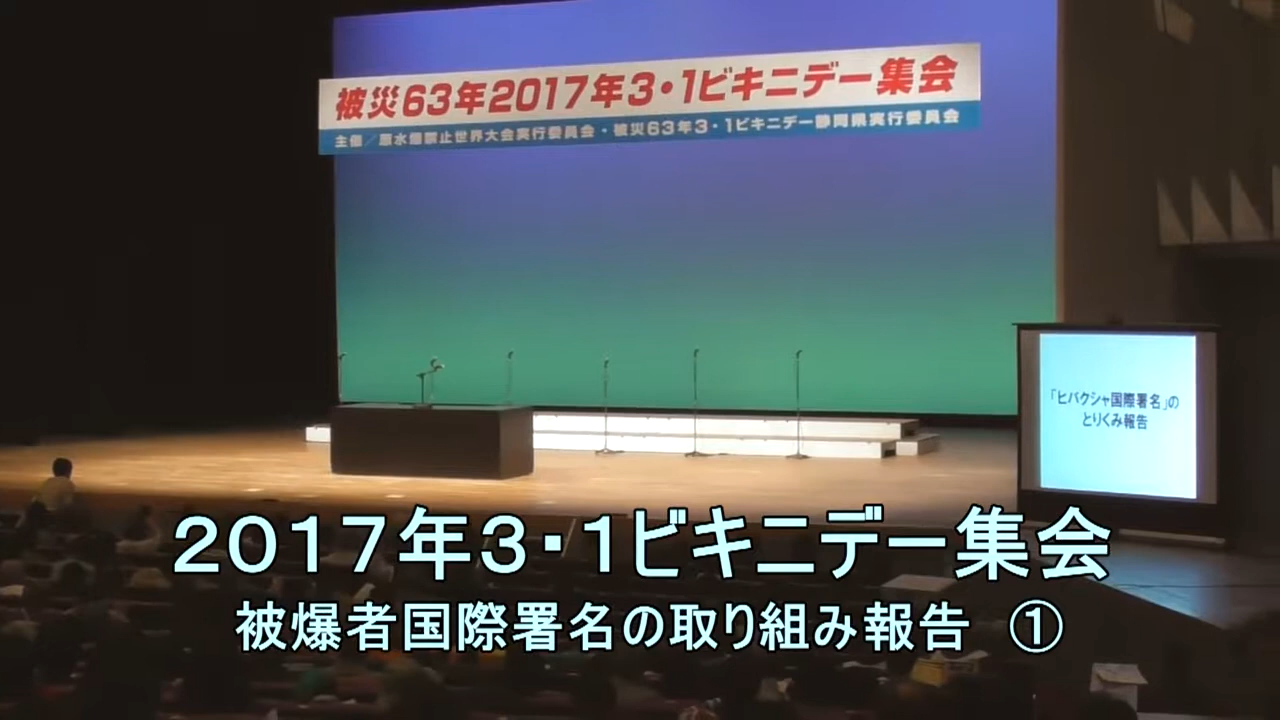 被災63年2017年3・1ビキニデー集会
主催／原水爆禁止世界大会実行委員会・被災63年3・1ビキニデー静岡県実行委員会
「ヒバクシャ国際署名」の
とりくみ報告
２０１７年３・１ビキニデー集会
被爆者国際署名の取り組み報告　①